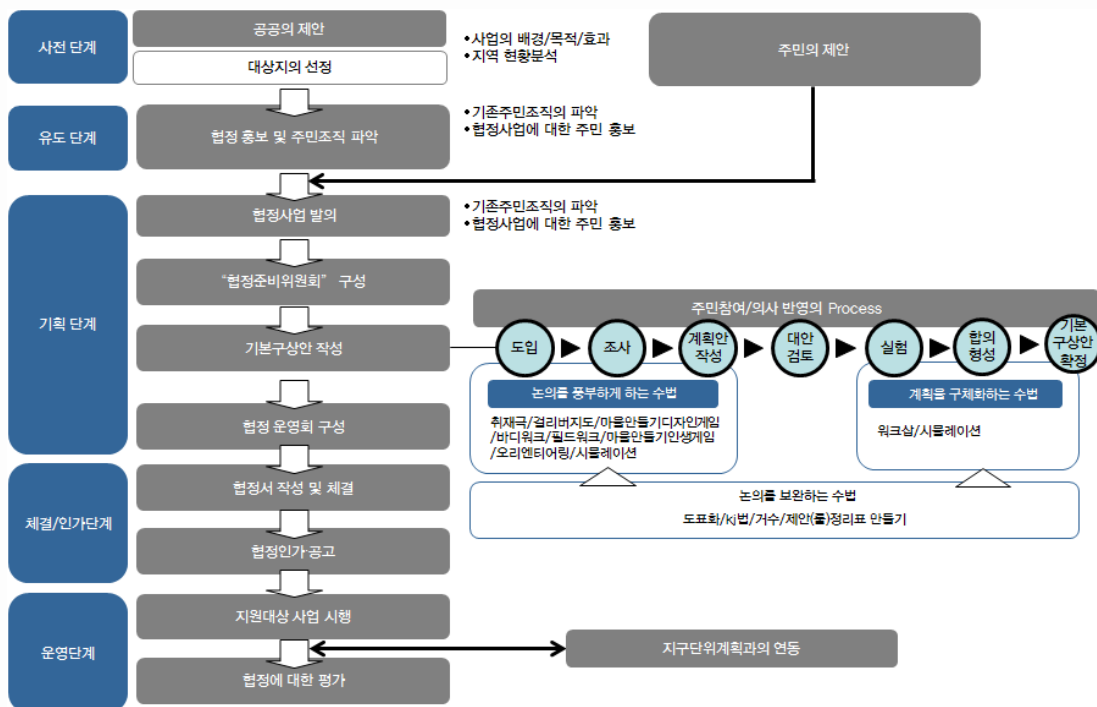 사전 단계
공공의 제안
대상지의 선정
•사업의 배경/목적/효과
•지역 현황분석
주민의 제안
유도 단계
협정 홍보 및 주민조직 파악
•기존주민조직의 파악
•협정사업에 대한 주민 홍보
기획 단계
협정사업 발의
•기존주민조직의 파악
•협정사업에 대한 주민 홍보
“협정준비위원회” 구성
기본구상안 작성
협정 운영회 구성
주민참여/의사 반영의 Process
도입
조사
계획안
작성
대안
검토
실험
합의
형성
기본
구상안
확정
논의를 풍부하게 하는 수법
취재극/걸리버지도/마을만들기디자인게임
/바디워크/필드워크/마을만들기인생게임
/오리엔티어링/시뮬레이션
계획을 구체화하는 수법
워크샵/시뮬레이션
논의를 보완하는 수법
도표화/kj법/거수/제안(툴)정리표 만들기
체결/인가단계
협정서 작성 및 체결
협정인가 공고
운영단계
지원대상 사업 시행
지구단위계획과의 연동
협정에 대한 평가